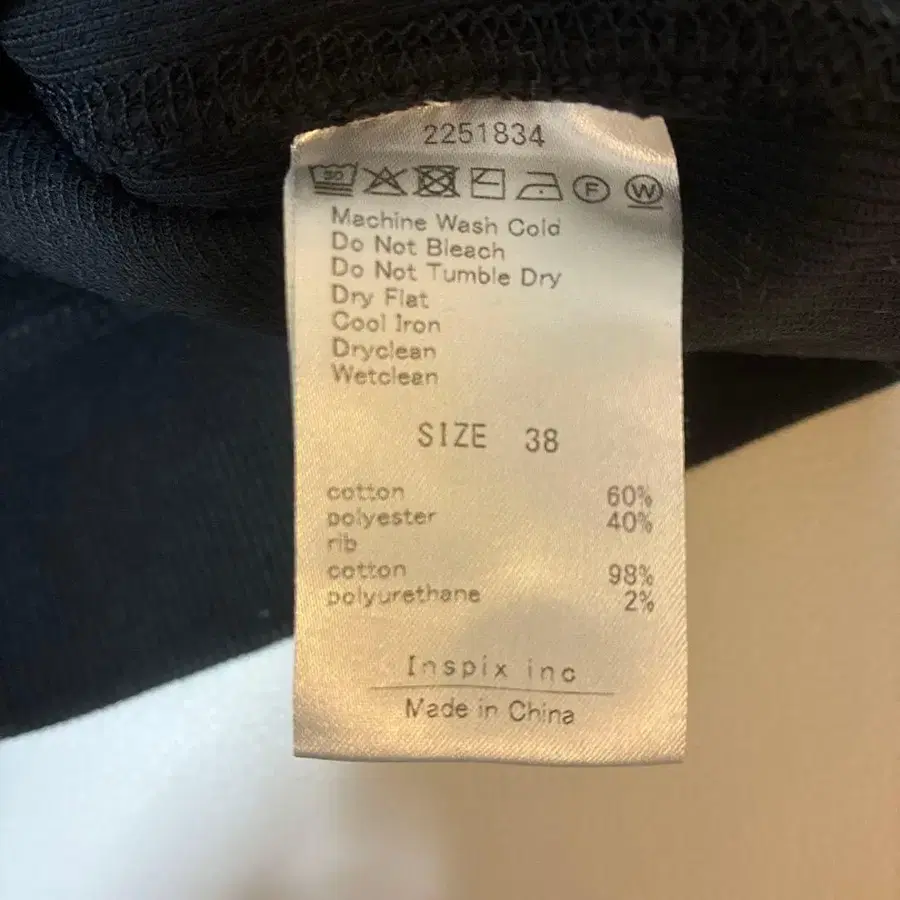 2251834
30 F W
Machine Wash Cold
Do Not Bleach
Do Not Tumble Dry
Dry Flat
Cool Iron
Dryclean
Wetclean
SIZE 38
cotton 60%
polyester 40%
rib
cotton 98%
polyurethane 2%
Inspix inc
Made in China